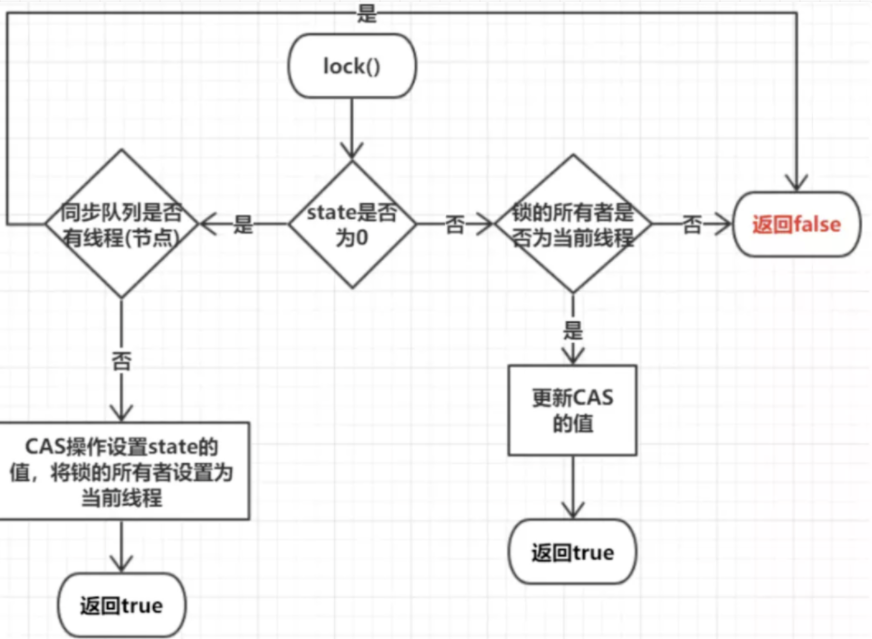 是
lock()
同步队列是否
有线程(节点)
是
state是否
为0
否
锁的所有者是
否为当前线程
否
返回false
否
是
更新CAS
的值
CAS操作设置state的
值，将锁的所有者设置为
当前线程
返回true
返回true